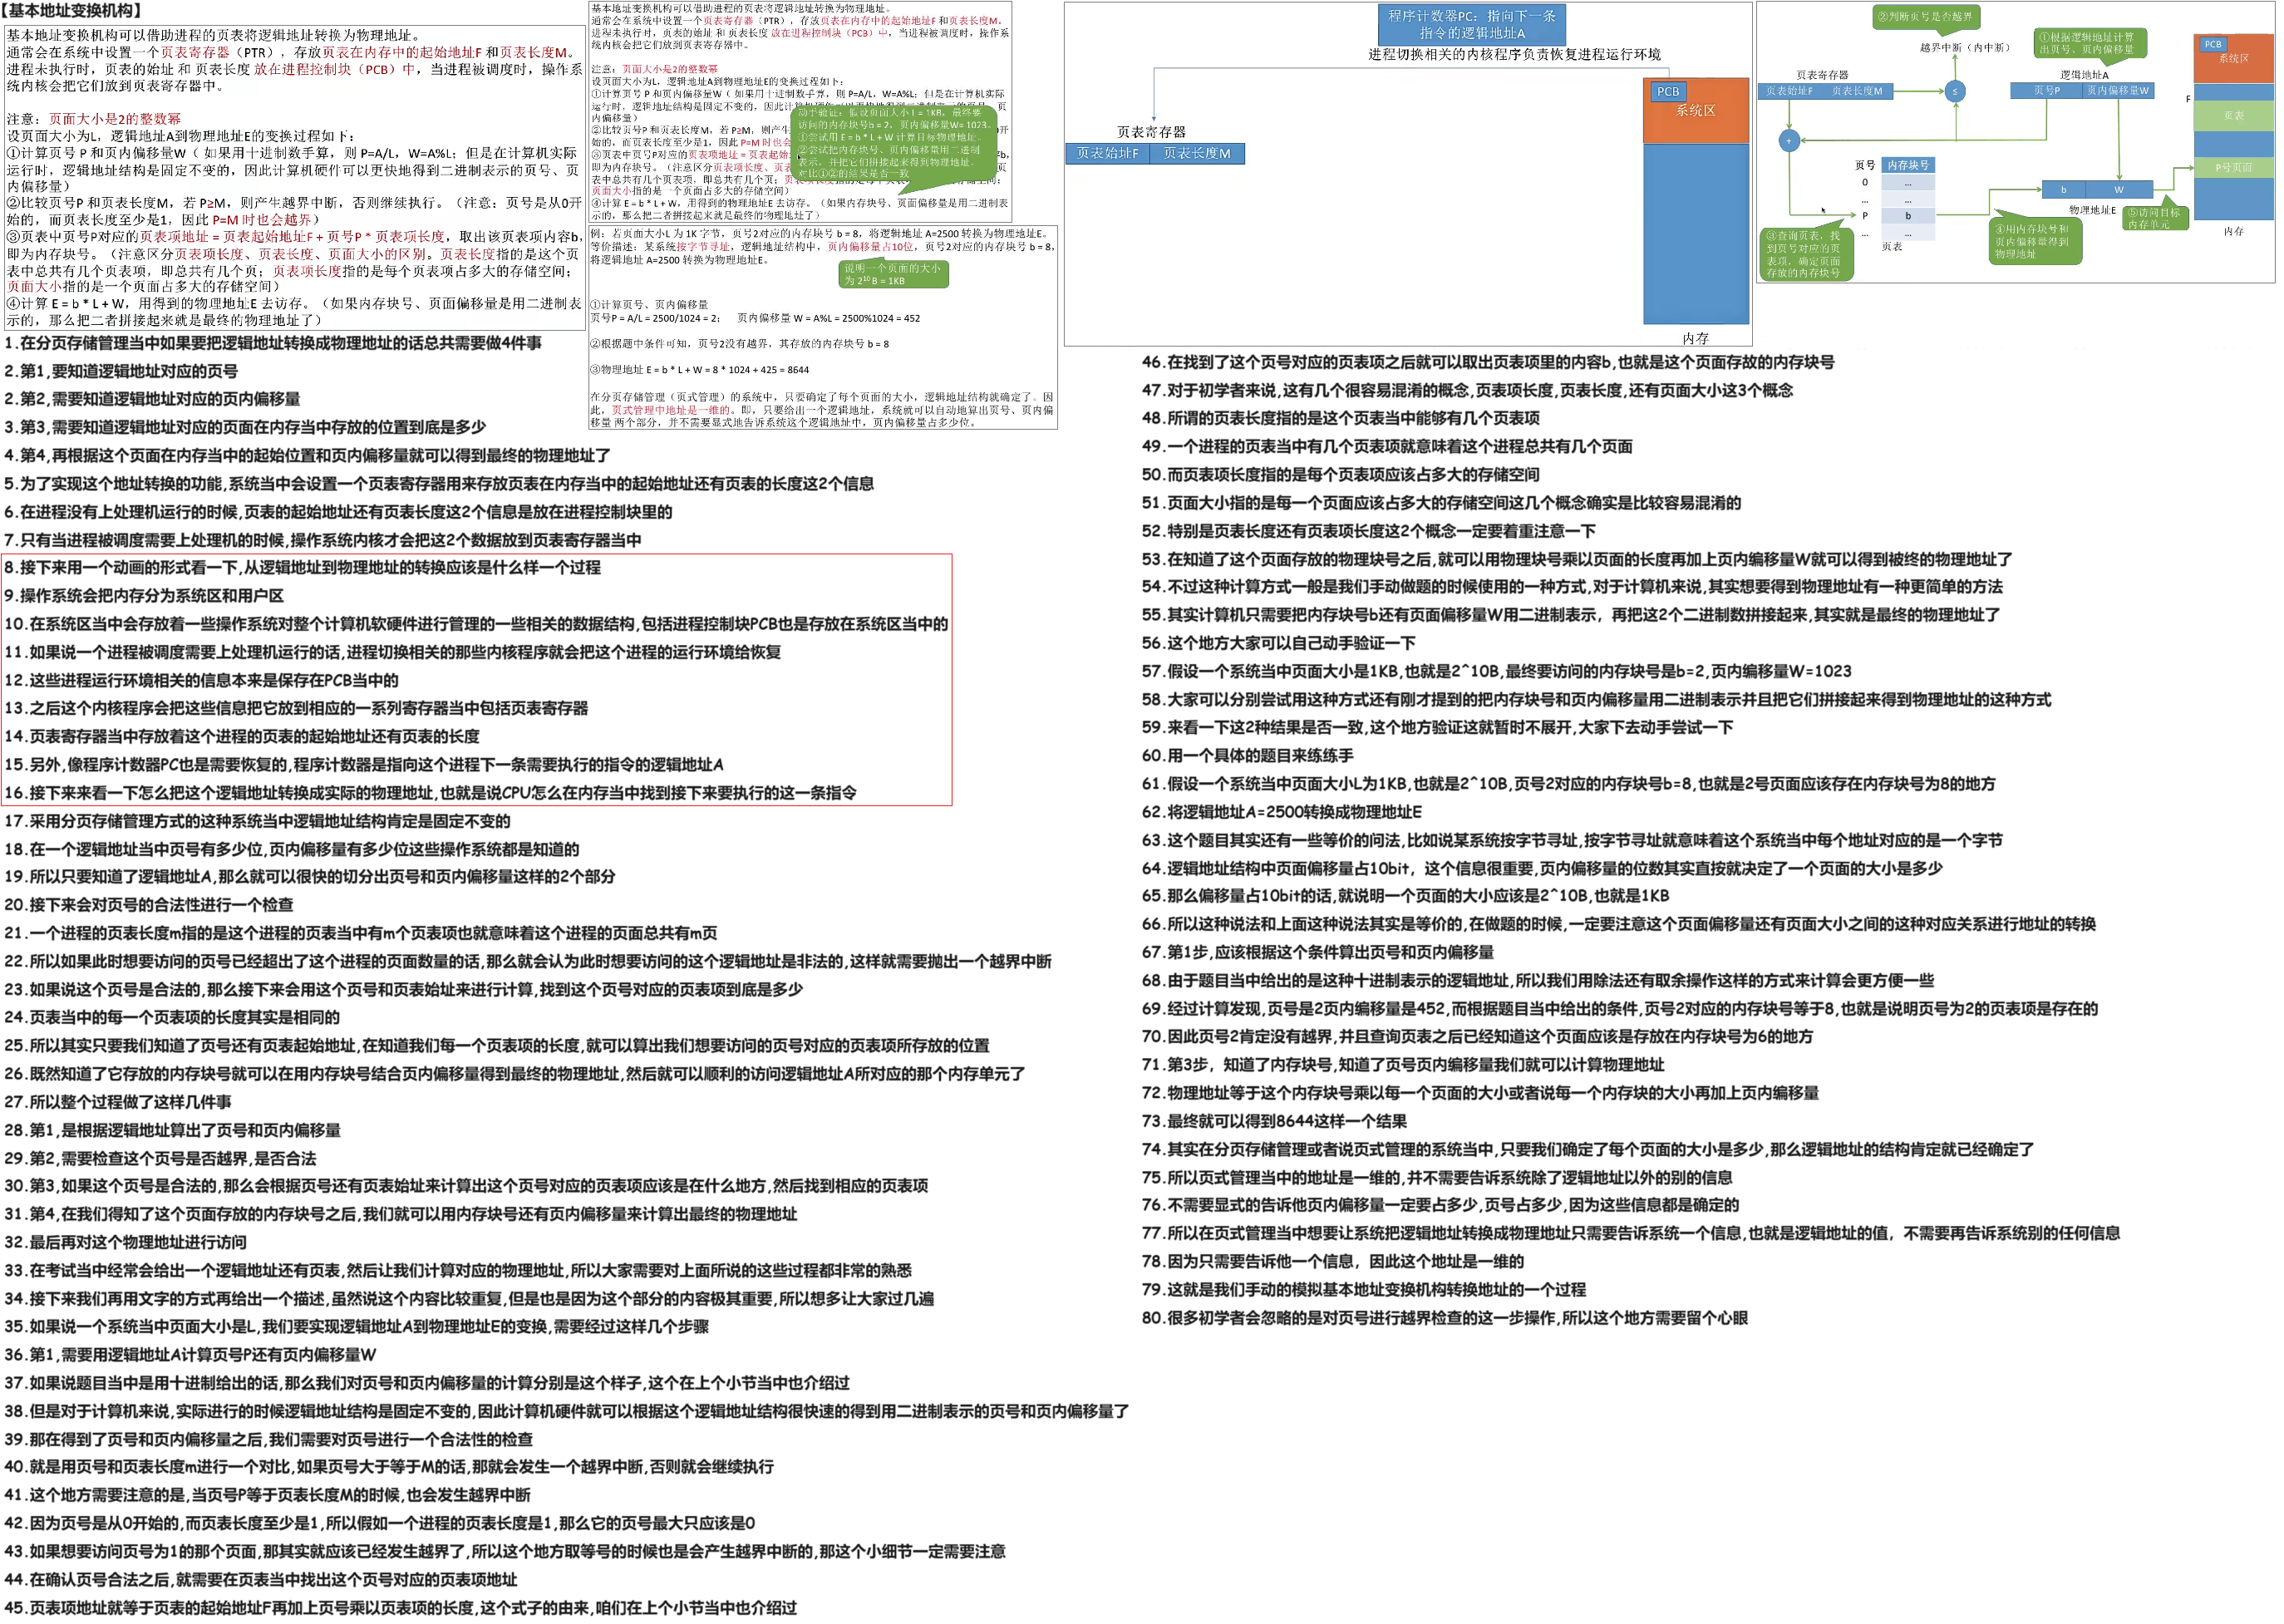 【基本地址变换机构】
基本地址变换机构可以借助进程的页表将逻辑地址转换为物理地址。
通常会在系统中设置一个页表寄存器（PTR），存放页表在内存中的起始地址F 和页表长度M。
进程未执行时，页表的始址 和 页表长度 放在进程控制块（PCB）中，当进程被调度时，操作系
统内核会把它们放到页表寄存器中。
注意：页面大小是2的整数幂
设页面大小为L，逻辑地址A到物理地址E的变换过程如下：
①计算页号 P 和页内偏移量W（ 如果用十进制数手算，则 P=A/L，W=A%L；但是在计算机实际
运行时，逻辑地址结构是固定不变的，因此计算机硬件可以更快地得到二进制表示的页号、页
内偏移量）
②比较页号P 和页表长度M，若 P≥M，则产生越界中断，否则继续执行。（注意：页号是从0开
始的，而页表长度至少是1，因此 P=M 时也会越界）
③页表中页号P对应的页表项地址 = 页表起始地址F + 页号P * 页表项长度，取出该页表项内容b，
即为内存块号。（注意区分页表项长度、页表长度、页面大小的区别。页表长度指的是这个页
表中总共有几个页表项，即总共有几个页；页表项长度指的是每个页表项占多大的存储空间；
页面大小指的是一个页面占多大的存储空间）
④计算 E = b * L + W，用得到的物理地址E 去访存。（如果内存块号、页面偏移量是用二进制表
示的，那么把二者拼接起来就是最终的物理地址了）
基本地址变换机构可以借助进程的页表将逻辑地址转换为物理地址。
通常会在系统中设置一个页表寄存器（PTR），存放页表在内存中的起始地址F 和页表长度M。
进程未执行时，页表的始址 和 页表长度 放在进程控制块（PCB）中，当进程被调度时，操作系
统内核会把它们放到页表寄存器中。
注意：页面大小是2的整数幂
设页面大小为L，逻辑地址A到物理地址E的变换过程如下：
①计算页号 P 和页内偏移量W（ 如果用十进制数手算，则 P=A/L，W=A%L；但是在计算机实际
运行时，逻辑地址结构是固定不变的，因此计
页
内偏移量）
②比较页号P 和页表长度M，若 P≥M，则产生
开
始的，而页表长度至少是1，因此 P=M 时也会
③页表中页号P对应的页表项地址 = 页表起始
b，
即为内存块号。（注意区分页表项长度、页表
页
表中总共有几个页表项，即总共有几个页；
页面大小指的是一个页面占多大的存储空间）
④计算 E = b * L + W，用得到的物理地址E 去访存。（如果内存块号、页面偏移量是用二进制表
示的，那么把二者拼接起来就是最终的物理地址了）
动手验证：假设页面大小 L = 1KB，最终要
访问的内存块号b = 2，页内偏移量W= 1023。
①尝试用 E = b * L + W 计算目标物理地址。
②尝试把内存块号、页内偏移量用二进制
表示，并把它们拼接起来得到物理地址。
对比①②的结果是否一致
例：若页面大小L 为 1K 字节，页号2对应的内存块号 b = 8，将逻辑地址 A=2500 转换为物理地址E。
等价描述：某系统按字节寻址，逻辑地址结构中，页内偏移量占10位，页号2对应的内存块号 b = 8，
将逻辑地址 A=2500 转换为物理地址E。
说明一个页面的大小
为 2^10 B = 1KB
①计算页号、页内偏移量
页号P = A/L = 2500/1024 = 2； 页内偏移量 W = A%L = 2500%1024 = 452
②根据题中条件可知，页号2没有越界，其存放的内存块号 b = 8
③物理地址 E = b * L + W = 8 * 1024 + 425 = 8644
在分页存储管理（页式管理）的系统中，只要确定了每个页面的大小，逻辑地址结构就确定了。因
此，页式管理中地址是一维的。即，只要给出一个逻辑地址，系统就可以自动地算出页号、页内偏
移量 两个部分，并不需要显式地告诉系统这个逻辑地址中，页内偏移量占多少位。
程序计数器PC：指向下一条
指令的逻辑地址A
进程切换相关的内核程序负责恢复进程运行环境
PCB
系统区
页表寄存器
页表始址F 页表长度M
内存
②判断页号是否越界
越界中断（内中断）
①根据逻辑地址计算
出页号、页内偏移量
PCB
系统区
页表寄存器
逻辑地址A
页表始址F 页表长度M
≤
页号P 页内偏移量W
F
页表
+
页号 内存块号
0 ...
... ...
P b
... ...
页表
b W
物理地址E
P号页面
内存
③查询页表，找
到页号对应的页
表项，确定页面
存放的内存块号
④用内存块号和
页内偏移量得到
物理地址
⑤访问目标
内存单元
1.在分页存储管理当中如果要把逻辑地址转换成物理地址的话总共需要做4件事
2.第1,要知道逻辑地址对应的页号
2.第2,需要知道逻辑地址对应的页内偏移量
3.第3,需要知道逻辑地址对应的页面在内存当中存放的位置到底是多少
4.第4,再根据这个页面在内存当中的起始位置和页内偏移量就可以得到最终的物理地址了
5.为了实现这个地址转换的功能,系统当中会设置一个页表寄存器用来存放页表在内存当中的起始地址还有页表的长度这2个信息
6.在进程没有上处理机运行的时候,页表的起始地址还有页表长度这2个信息是放在进程控制块里的
7.只有当进程被调度需要上处理机的时候,操作系统内核才会把这2个数据放到页表寄存器当中
8.接下来用一个动画的形式看一下,从逻辑地址到物理地址的转换应该是什么样一个过程
9.操作系统会把内存分为系统区和用户区
10.在系统区当中会存放着一些操作系统对整个计算机软硬件进行管理的一些相关的数据结构,包括进程控制块PCB也是存放在系统区当中的
11.如果说一个进程被调度需要上处理机运行的话,进程切换相关的那些内核程序就会把这个进程的运行环境给恢复
12.这些进程运行环境相关的信息本来是保存在PCB当中的
13.之后这个内核程序会把这些信息把它放到相应的一系列寄存器当中包括页表寄存器
14.页表寄存器当中存放着这个进程的页表的起始地址还有页表的长度
15.另外,像程序计数器PC也是需要恢复的,程序计数器是指向这个进程下一条需要执行的指令的逻辑地址A
16.接下来来看一下怎么把这个逻辑地址转换成实际的物理地址,也就是说CPU怎么在内存当中找到接下来要执行的这一条指令
17.采用分页存储管理方式的这种系统当中逻辑地址结构肯定是固定不变的
18.在一个逻辑地址当中页号有多少位,页内偏移量有多少位这些操作系统都是知道的
19.所以只要知道了逻辑地址A,那么就可以很快的切分出页号和页内偏移量这样的2个部分
20.接下来会对页号的合法性进行一个检查
21.一个进程的页表长度m指的是这个进程的页表当中有m个页表项也就意味着这个进程的页面总共有m页
22.所以如果此时想要访问的页号已经超出了这个进程的页面数量的话,那么就会认为此时想要访问的这个逻辑地址是非法的,这样就需要抛出一个越界中断
23.如果说这个页号是合法的,那么接下来会用这个页号和页表始址来进行计算,找到这个页号对应的页表项到底是多少
24.页表当中的每一个页表项的长度其实是相同的
25.所以其实只要我们知道了页号还有页表起始地址,在知道我们每一个页表项的长度,就可以算出我们想要访问的页号对应的页表项所存放的位置
26.既然知道了它存放的内存块号就可以在用内存块号结合页内偏移量得到最终的物理地址,然后就可以顺利的访问逻辑地址A所对应的那个内存单元了
27.所以整个过程做了这样几件事
28.第1,是根据逻辑地址算出了页号和页内偏移量
29.第2,需要检查这个页号是否越界,是否合法
30.第3,如果这个页号是合法的,那么会根据页号还有页表始址来计算出这个页号对应的页表项应该是在什么地方,然后找到相应的页表项
31.第4,在我们得知了这个页面存放的内存块号之后,我们就可以用内存块号还有页内偏移量来计算出最终的物理地址
32.最后再对这个物理地址进行访问
33.在考试当中经常会给出一个逻辑地址还有页表,然后让我们计算对应的物理地址,所以大家需要对上面所说的这些过程都非常的熟悉
34.接下来我们再用文字的方式再给出一个描述,虽然说这个内容比较重复,但是也是因为这个部分的内容极其重要,所以想多让大家过几遍
35.如果说一个系统当中页面大小是L,我们要实现逻辑地址A到物理地址E的变换,需要经过这样几个步骤
36.第1,需要用逻辑地址A计算页号P还有页内偏移量W
37.如果说题目当中是用十进制给出的话,那么我们对页号和页内偏移量的计算分别是这个样子,这个在上个小节当中也介绍过
38.但是对于计算机来说,实际进行的时候逻辑地址结构是固定不变的,因此计算机硬件就可以根据这个逻辑地址结构很快速的得到用二进制表示的页号和页内偏移量了
39.那在得到了页号和页内偏移量之后,我们需要对页号进行一个合法性的检查
40.就是用页号和页表长度m进行一个对比,如果页号大于等于M的话,那就会发生一个越界中断,否则就会继续执行
41.这个地方需要注意的是,当页号P等于页表长度M的时候,也会发生越界中断
42.因为页号是从0开始的,而页表长度至少是1,所以假如一个进程的页表长度是1,那么它的页号最大只应该是0
43.如果想要访问页号为1的那个页面,那其实就应该已经发生越界了,所以这个地方取等号的时候也是会产生越界中断的,那这个小细节一定需要注意
44.在确认页号合法之后,就需要在页表当中找出这个页号对应的页表项地址
45.页表项地址就等于页表的起始地址F再加上页号乘以页表项的长度,这个式子的由来,咱们在上个小节当中也介绍过
46.在找到了这个页号对应的页表项之后就可以取出页表项里的内容b,也就是这个页面存放的内存块号
47.对于初学者来说,这有几个很容易混淆的概念,页表项长度,页表长度,还有页面大小这3个概念
48.所谓的页表长度指的是这个页表当中能够有几个页表项
49.一个进程的页表当中有几个页表项就意味着这个进程总共有几个页面
50.而页表项长度指的是每个页表项应该占多大的存储空间
51.页面大小指的是每一个页面应该占多大的存储空间这几个概念确实是比较容易混淆的
52.特别是页表长度还有页表项长度这2个概念一定要着重注意一下
53.在知道了这个页面存放的物理块号之后,就可以用物理块号乘以页面的长度再加上页内偏移量W就可以得到被终的物理地址了
54.不过这种计算方式一般是我们手动做题的时候使用的一种方式,对于计算机来说,其实想要得到物理地址有一种更简单的方法
55.其实计算机只需要把内存块号b还有页面偏移量W用二进制表示，再把这2个二进制数拼接起来,其实就是最终的物理地址了
56.这个地方大家可以自己动手验证一下
57.假设一个系统当中页面大小是1KB,也就是2^10B,最终要访问的内存块号是b=2,页内偏移量W=1023
58.大家可以分别尝试用这种方式还有刚才提到的把内存块号和页内偏移量用二进制表示并且把它们拼接起来得到物理地址的这种方式
59.来看一下这2种结果是否一致,这个地方验证这就暂时不展开,大家下去动手尝试一下
60.用一个具体的题目来练练手
61.假设一个系统当中页面大小L为1KB,也就是2^10B,页号2对应的内存块号b=8,也就是2号页面应该存在内存块号为8的地方
62.将逻辑地址A=2500转换成物理地址E
63.这个题目其实还有一些等价的问法,比如说某系统按字节寻址,按字节寻址就意味着这个系统当中每个地址对应的是一个字节
64.逻辑地址结构中页面偏移量占10bit，这个信息很重要,页内偏移量的位数其实直按就决定了一个页面的大小是多少
65.那么偏移量占10bit的话,就说明一个页面的大小应该是2^10B,也就是1KB
66.所以这种说法和上面这种说法其实是等价的,在做题的时候,一定要注意这个页面偏移量还有页面大小之间的这种对应关系进行地址的转换
67.第1步,应该根据这个条件算出页号和页内偏移量
68.由于题目当中给出的是这种十进制表示的逻辑地址,所以我们用除法还有取余操作这样的方式来计算会更方便一些
69.经过计算发现,页号是2页内偏移量是452,而根据题目当中给出的条件,页号2对应的内存块号等于8,也就是说明页号为2的页表项是存在的
70.因此页号2肯定没有越界,并且查询页表之后已经知道这个页面应该是存放在内存块号为6的地方
71.第3步，知道了内存块号,知道了页号页内偏移量我们就可以计算物理地址
72.物理地址等于这个内存块号乘以每一个页面的大小或者说每一个内存块的大小再加上页内偏移量
73.最终就可以得到8644这样一个结果
74.其实在分页存储管理或者说页式管理的系统当中,只要我们确定了每个页面的大小是多少,那么逻辑地址的结构肯定就已经确定了
75.所以页式管理当中的地址是一维的,并不需要告诉系统除了逻辑地址以外的别的信息
76.不需要显式的告诉他页内偏移量一定要占多少,页号占多少,因为这些信息都是确定的
77.所以在页式管理当中想要让系统把逻辑地址转换成物理地址只需要告诉系统一个信息,也就是逻辑地址的值，不需要再告诉系统别的任何信息
78.因为只需要告诉他一个信息，因此这个地址是一维的
79.这就是我们手动的模拟基本地址变换机构转换地址的一个过程
80.很多初学者会忽略的是对页号进行越界检查的这一步操作,所以这个地方需要留个心眼